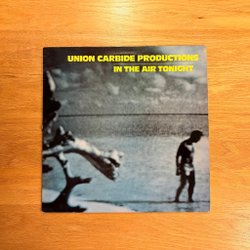 UNION CARBIDE PRODUCTIONS
IN THE AIR TONIGHT